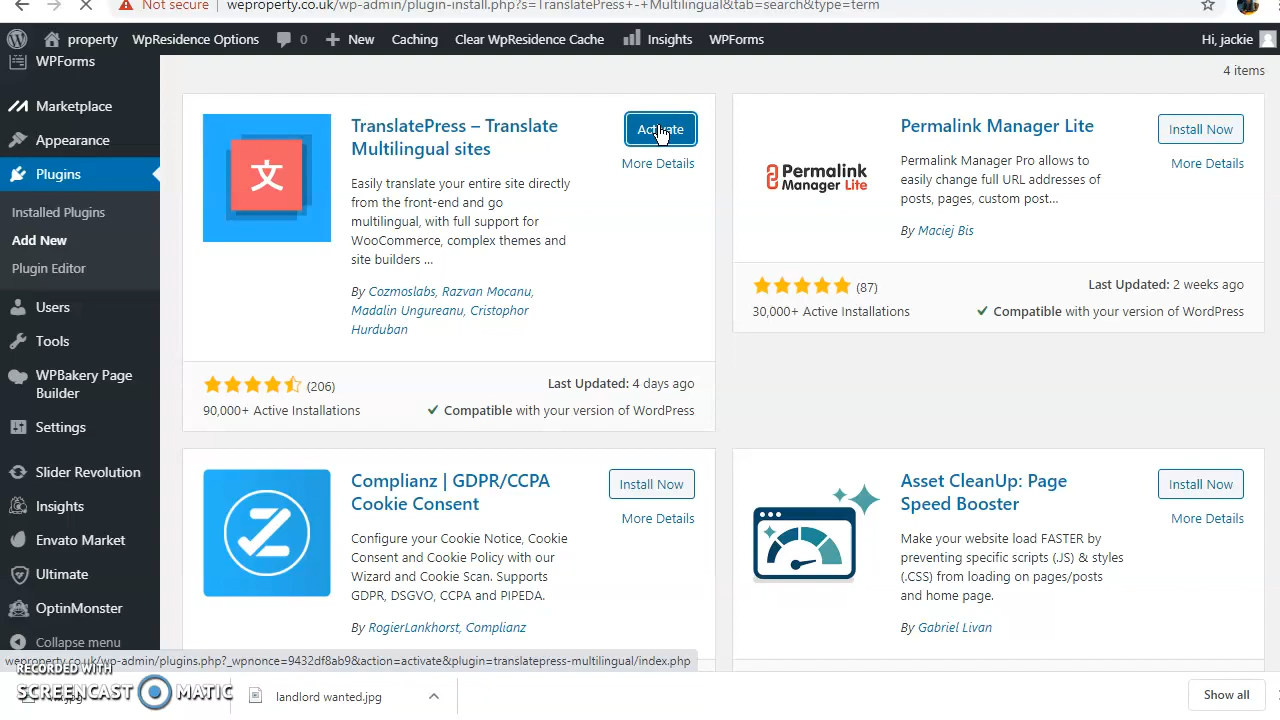 Not secure
weproperty.co.uk/wp-admin/plugin-install.php?s=TranslatePress+-+Multilingual&tab=search&type=term
property
WpResidence Options
0
New
Caching
Clear WpResidence Cache
Insights
WPForms
Hi, jackie
WPForms
Marketplace
Appearance
Plugins
Installed Plugins
Add New
Plugin Editor
Users
Tools
WPBakery Page
Builder
Settings
Slider Revolution
Insights
Envato Market
Ultimate
OptinMonster
Collapse menu
4 items
文
TranslatePress – Translate
Multilingual sites
Activate
More Details
Easily translate your entire site directly
from the front-end and go
multilingual, with full support for
WooCommerce, complex themes and
site builders ...
By Cozmoslabs, Razvan Mocanu,
Madalin Ungureanu, Cristophor
Hurduban
(206)
Last Updated: 4 days ago
90,000+ Active Installations
Compatible with your version of WordPress
Permalink
Manager Lite
Permalink Manager Lite
Install Now
More Details
Permalink Manager Pro allows to
easily change full URL addresses of
posts, pages, custom post...
By Maciej Bis
(87)
Last Updated: 2 weeks ago
30,000+ Active Installations
Compatible with your version of WordPress
Complianz | GDPR/CCPA
Cookie Consent
Install Now
More Details
Configure your Cookie Notice, Cookie
Consent and Cookie Policy with our
Wizard and Cookie Scan. Supports
GDPR, DSGVO, CCPA and PIPEDA.
By RogierLankhorst, Complianz
Asset CleanUp: Page
Speed Booster
Install Now
More Details
Make your website load FASTER by
preventing specific scripts (.JS) & styles
(.CSS) from loading on pages/posts
and home page.
By Gabriel Livan
weproperty.co.uk/wp-admin/plugins.php?_wpnonce=9432df8ab9&action=activate&plugin=translatepress-multilingual/index.php
RECORDED WITH
SCREENCAST MATIC
landlord wanted.jpg
Show all